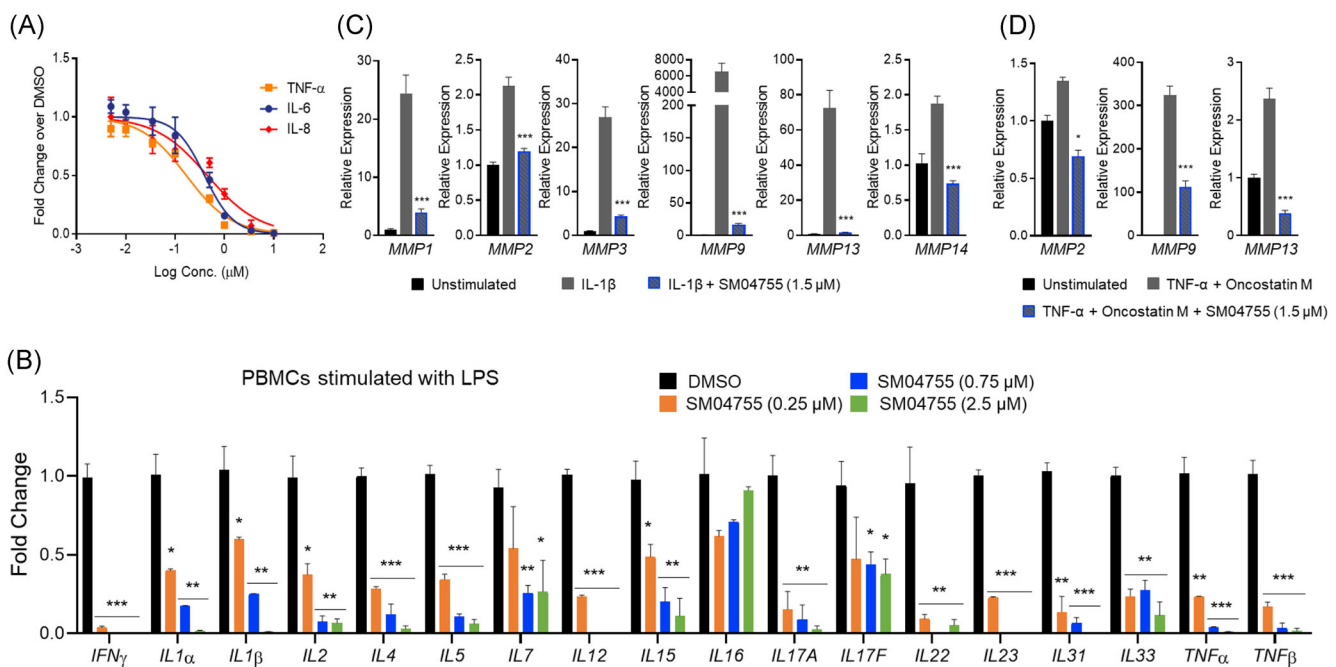 (A)
Fold Change over DMSO
1.5
1.0
0.5
0.0
-3 -2 -1 0 1 2
Log Conc. (µM)
TNF-α
IL-6
IL-8
(C)
Relative Expression
30
20
10
0
MMP1
Relative Expression
2.5
2.0
1.5
1.0
0.5
0.0
***
MMP2
Relative Expression
40
30
20
10
0
***
MMP3
Relative Expression
8000
6000
4000
2000
200
150
100
50
0
***
MMP9
Relative Expression
100
80
60
40
20
0
***
MMP13
Relative Expression
2.5
2.0
1.5
1.0
0.5
0.0
***
MMP14
***
Unstimulated IL-1β IL-1β + SM04755 (1.5 µM)
(D)
Relative Expression
1.5
1.0
0.5
0.0
*
MMP2
Relative Expression
400
300
200
100
0
***
MMP9
Relative Expression
3
2
1
0
***
MMP13
Unstimulated TNF-α + Oncostatin M
TNF-α + Oncostatin M + SM04755 (1.5 µM)
(B)
PBMCs stimulated with LPS
DMSO SM04755 (0.75 µM)
SM04755 (0.25 µM) SM04755 (2.5 µM)
Fold Change
1.5
1.0
0.5
0.0
*** * ** * ** * ** *** *** ** * *** * ** ** * * ** *** ** *** ** ** *** ***
IFNγ IL1α IL1β IL2 IL4 IL5 IL7 IL12 IL15 IL16 IL17A IL17F IL22 IL23 IL31 IL33 TNFα TNFβ